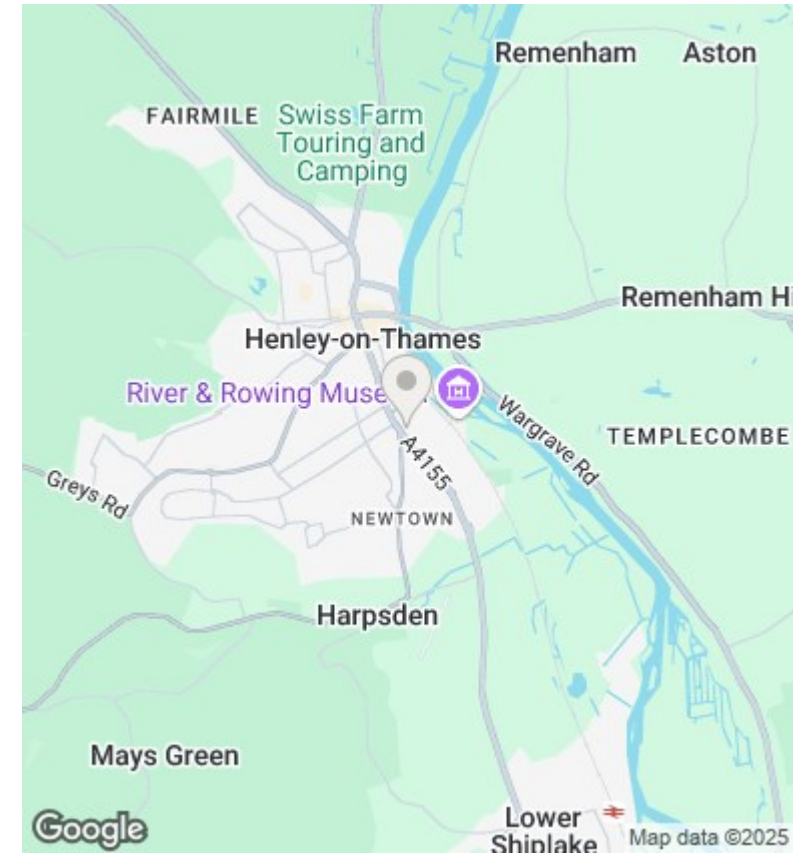 Remenham Aston
FAIRMILE
Swiss Farm
Touring and
Camping
Remenham Hi
Henley-on-Thames
River & Rowing Muse
Wargrave Rd
TEMPLECOMBE
A4155
Greys Rd
NEWTOWN
Harpsden
Mays Green
Lower
Shiplake
Google
Map data ©2025